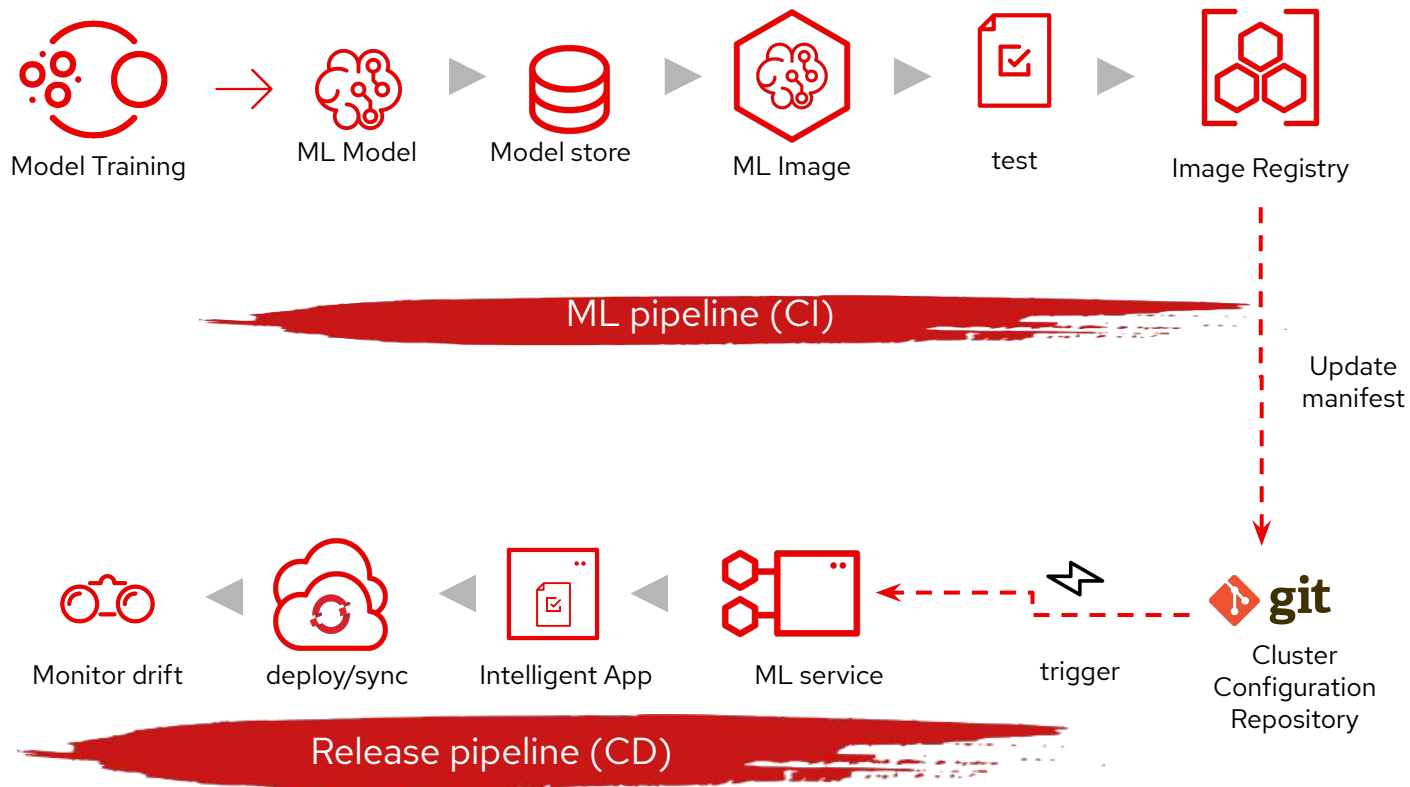 Model Training
ML Model
Model store
ML Image
test
Image Registry
ML pipeline (CI)
Update
manifest
git
Monitor drift
deploy/sync
Intelligent App
ML service
trigger
Cluster
Configuration
Repository
Release pipeline (CD)